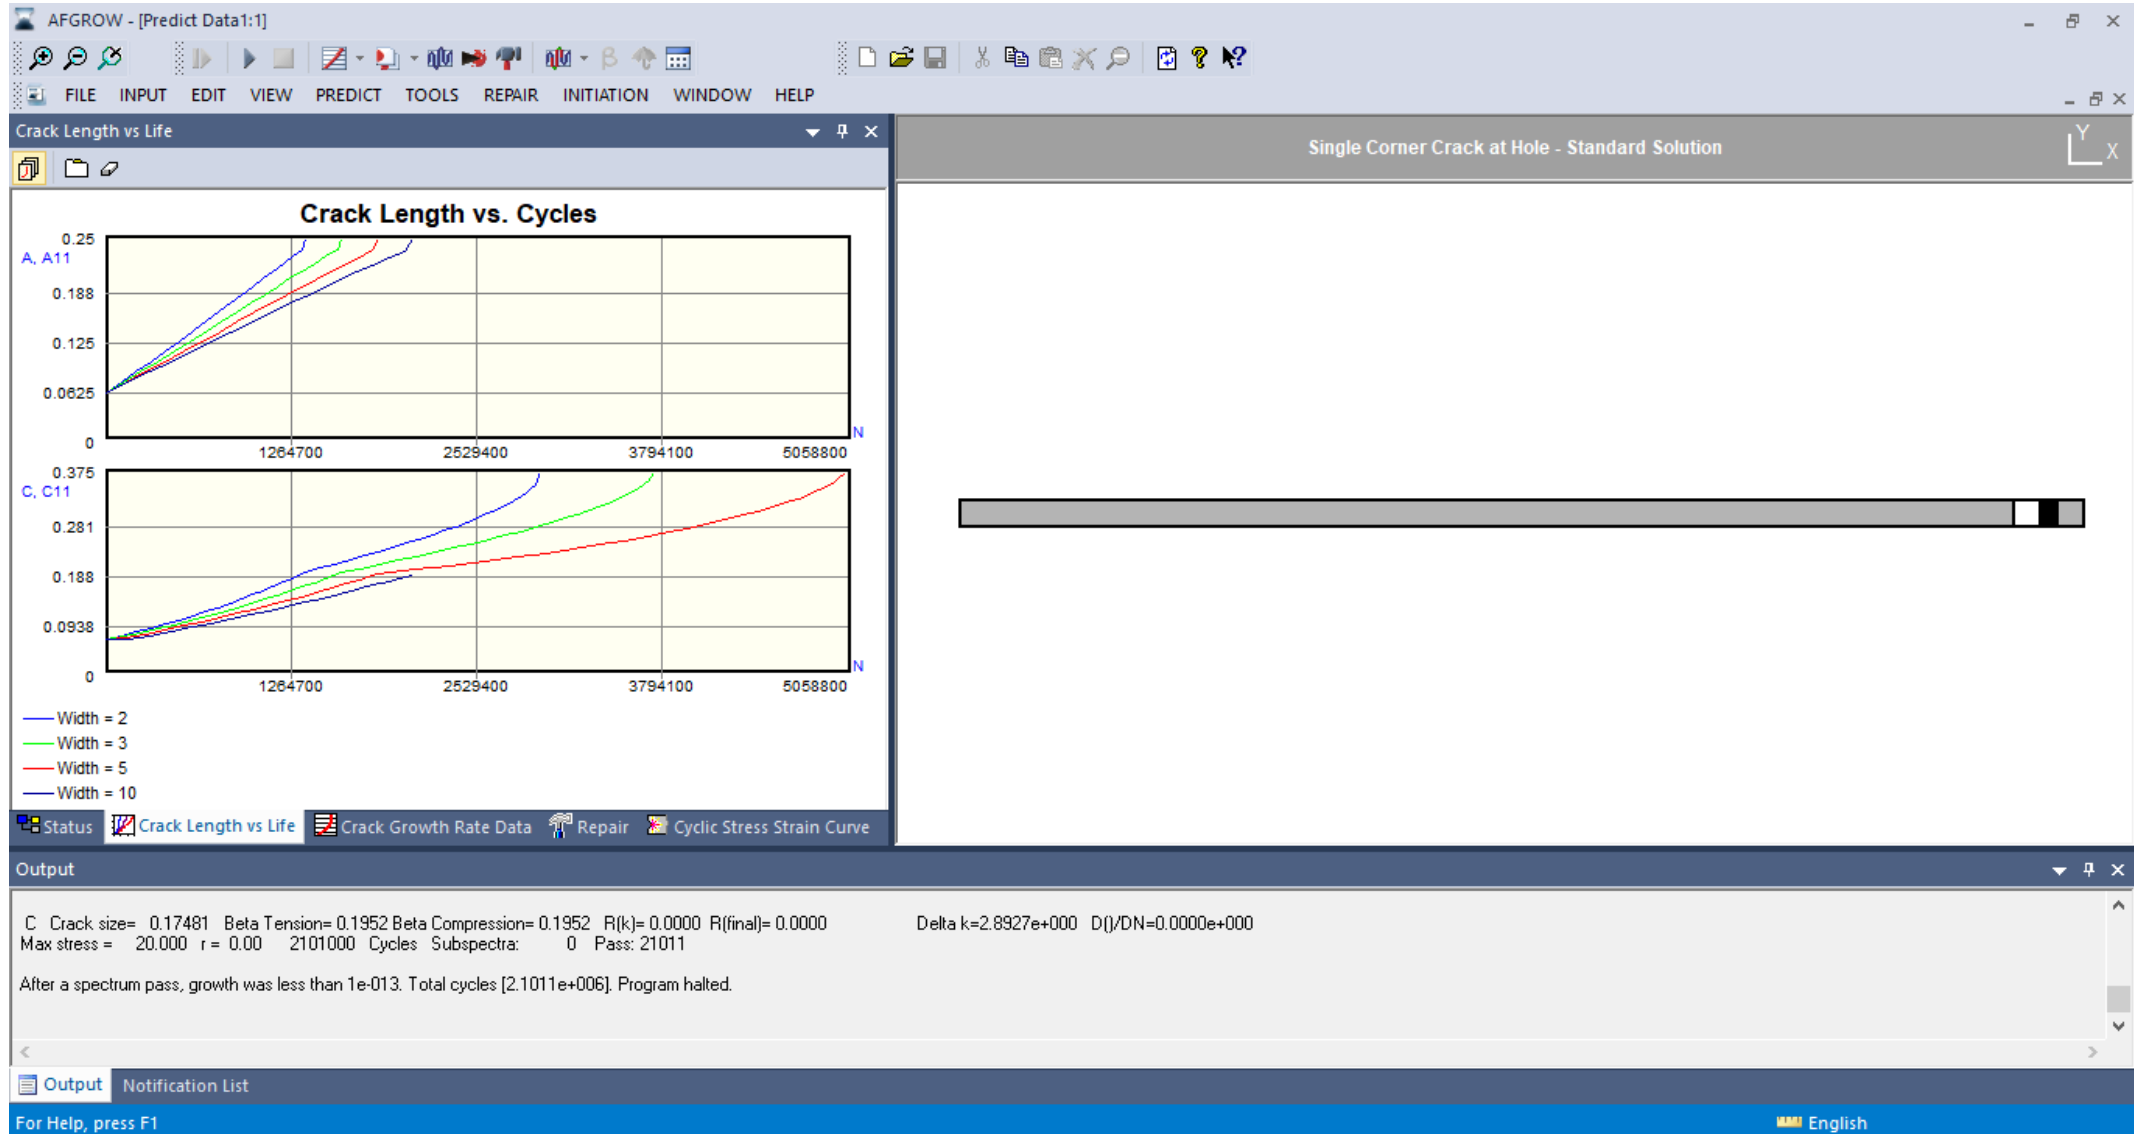 AFGROW - [Predict Data1:1]
FILE INPUT EDIT VIEW PREDICT TOOLS REPAIR INITIATION WINDOW HELP
Crack Length vs Life
Crack Length vs. Cycles
0.25
A, A11
0.188
0.125
0.0625
0
N
1264700 2529400 3794100 5058800
0.375
C, C11
0.281
0.188
0.0938
0
N
1264700 2529400 3794100 5058800
Width = 2
Width = 3
Width = 5
Width = 10
Status Crack Length vs Life Crack Growth Rate Data Repair Cyclic Stress Strain Curve
Single Corner Crack at Hole - Standard Solution
Y
X
Output
C Crack size= 0.17481 Beta Tension= 0.1952 Beta Compression= 0.1952 R(k)= 0.0000 R(final)= 0.0000 Delta k=2.8927e+000 D()/DN=0.0000e+000
Max stress = 20.000 r = 0.00 2101000 Cycles Subspectra: 0 Pass: 21011
After a spectrum pass, growth was less than 1e-013. Total cycles [2.1011e+006]. Program halted.
Output Notification List
For Help, press F1
English